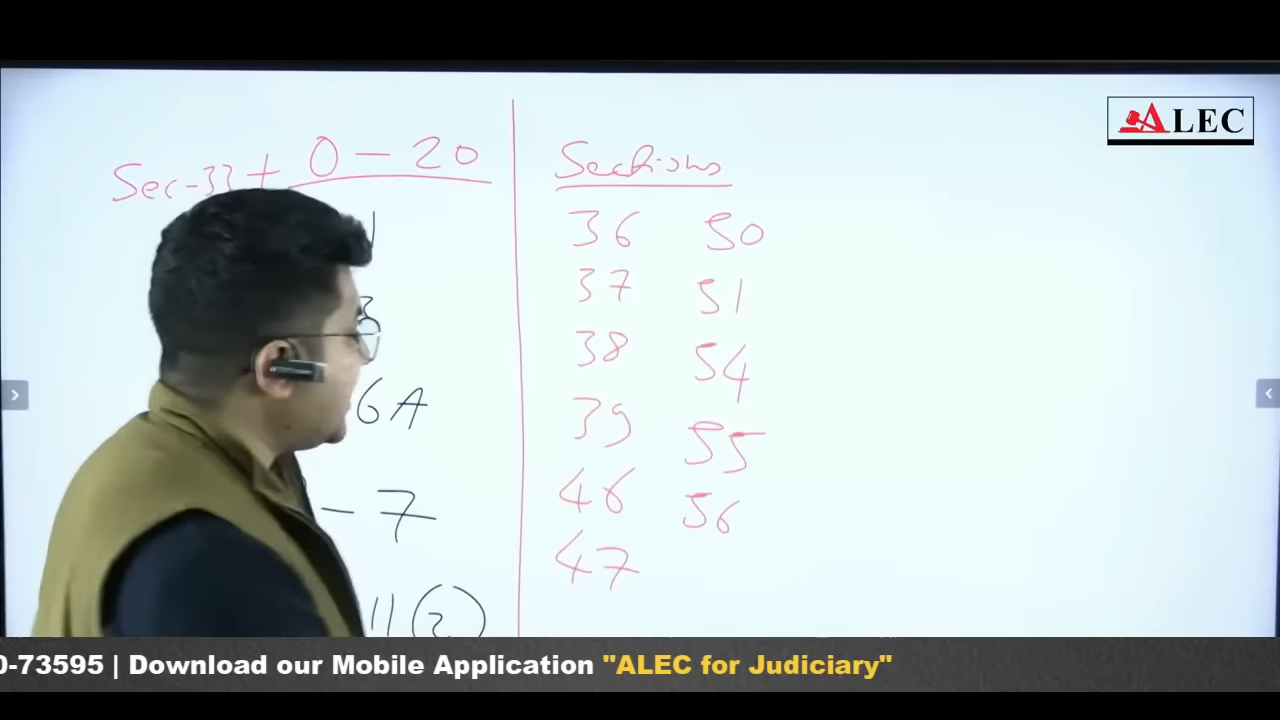 ALEC
Sec-33 + 0 - 20
6A
- 7
11(2)
Sections
36 50
37 51
38 54
39 55
46 56
47
0-73595 | Download our Mobile Application "ALEC for Judiciary"